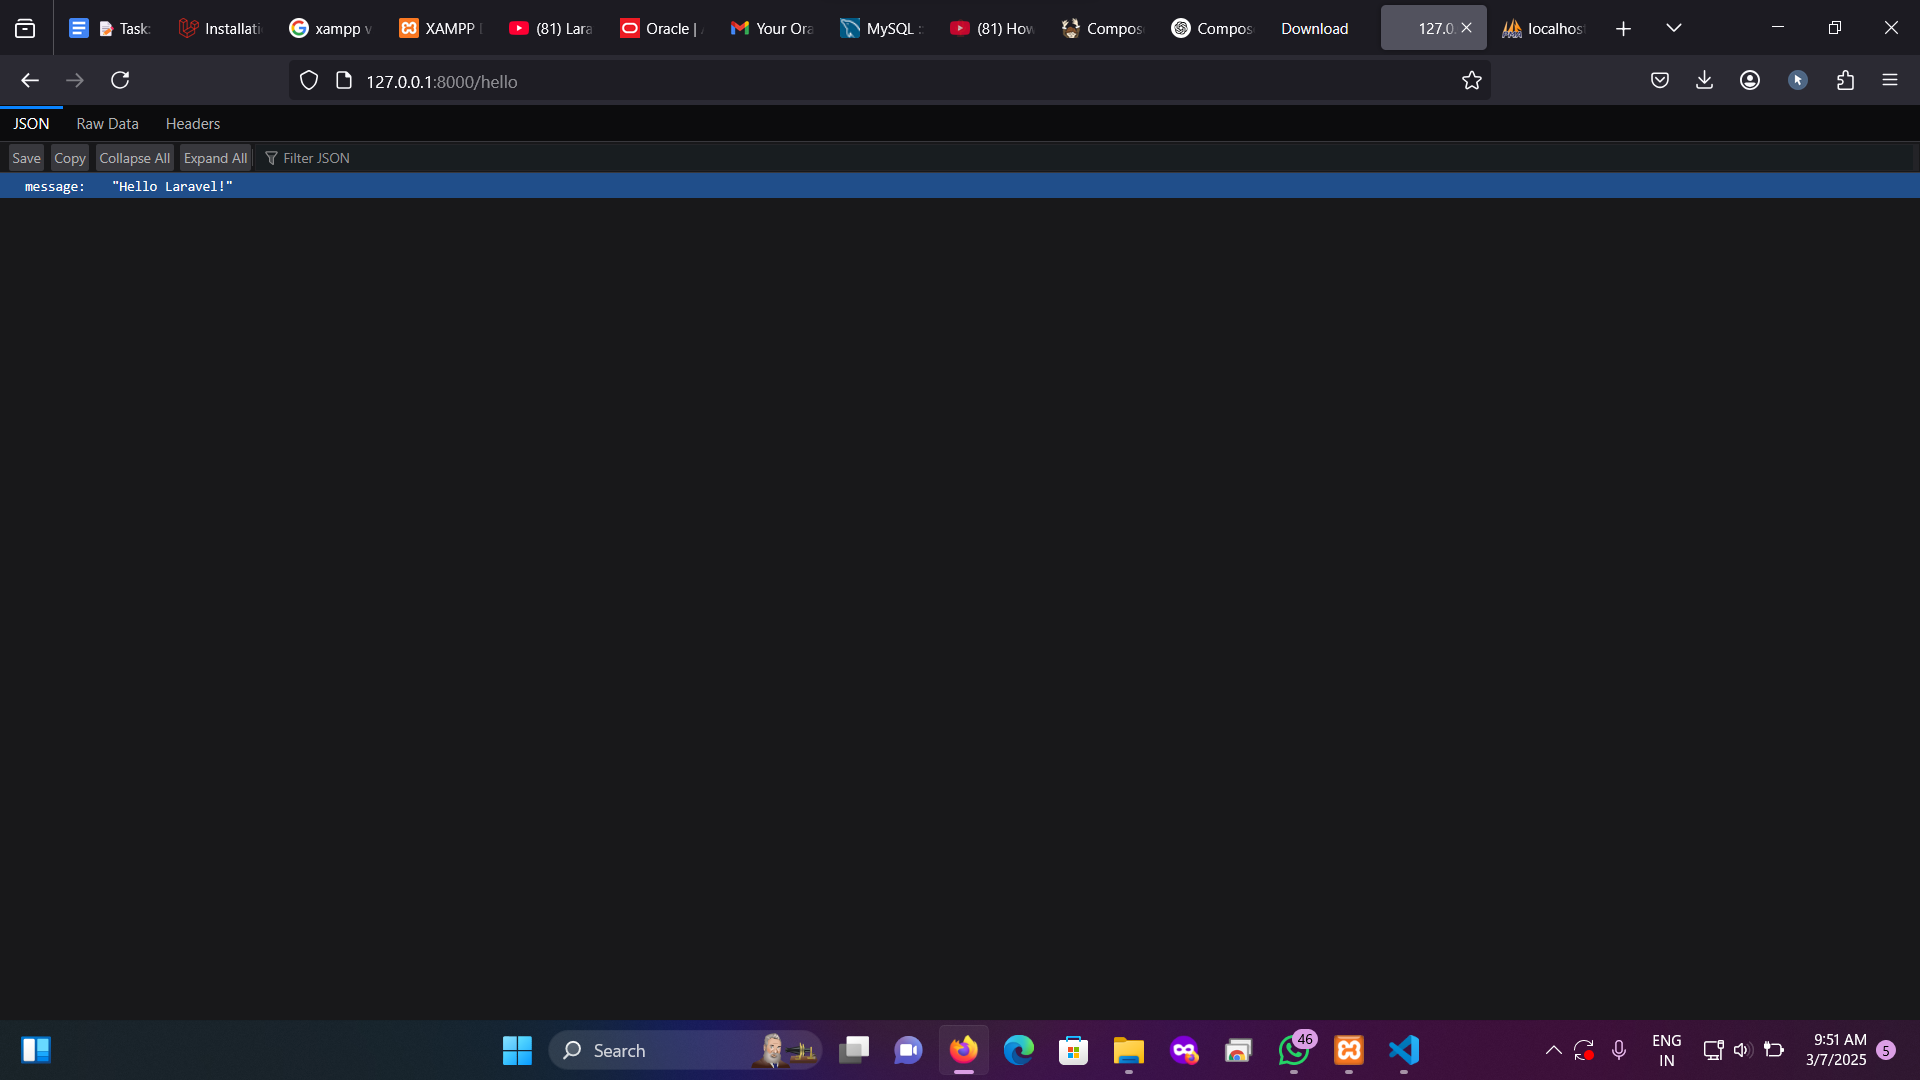 Task:
Installati
xampp v
XAMPP
(81) Lara
Oracle |
Your Ora
MySQL ::
(81) How
Compos
Compos
Download
127.0.
localhost
127.0.0.1:8000/hello
JSON Raw Data Headers
Save Copy Collapse All Expand All Filter JSON
message: "Hello Laravel!"
Search
46
ENG
IN
9:51 AM
3/7/2025
5